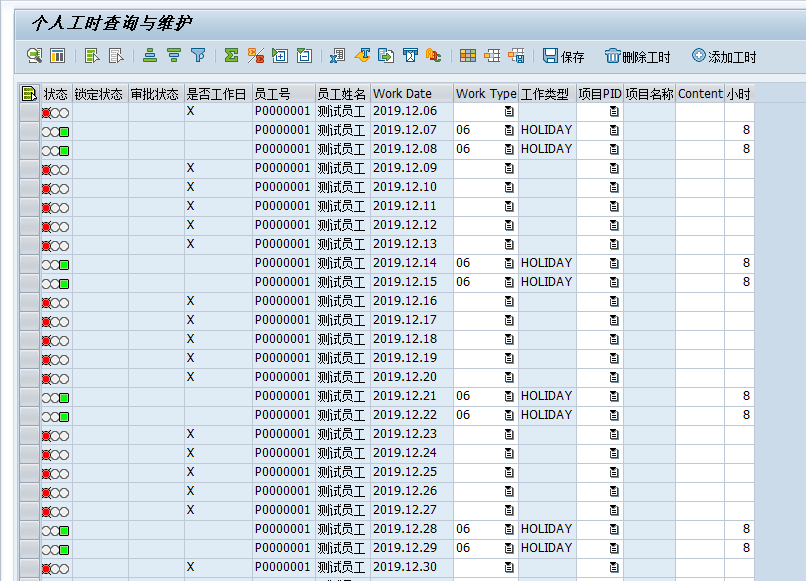 个人工时查询与维护
保存 删除工时 添加工时
状态 锁定状态 审批状态 是否工作日 员工号 员工姓名 Work Date Work Type 工作类型 项目PID 项目名称 Content 小时
X P0000001 测试员工 2019.12.06
P0000001 测试员工 2019.12.07 06 HOLIDAY 8
P0000001 测试员工 2019.12.08 06 HOLIDAY 8
X P0000001 测试员工 2019.12.09
X P0000001 测试员工 2019.12.10
X P0000001 测试员工 2019.12.11
X P0000001 测试员工 2019.12.12
X P0000001 测试员工 2019.12.13
P0000001 测试员工 2019.12.14 06 HOLIDAY 8
P0000001 测试员工 2019.12.15 06 HOLIDAY 8
X P0000001 测试员工 2019.12.16
X P0000001 测试员工 2019.12.17
X P0000001 测试员工 2019.12.18
X P0000001 测试员工 2019.12.19
X P0000001 测试员工 2019.12.20
P0000001 测试员工 2019.12.21 06 HOLIDAY 8
P0000001 测试员工 2019.12.22 06 HOLIDAY 8
X P0000001 测试员工 2019.12.23
X P0000001 测试员工 2019.12.24
X P0000001 测试员工 2019.12.25
X P0000001 测试员工 2019.12.26
X P0000001 测试员工 2019.12.27
P0000001 测试员工 2019.12.28 06 HOLIDAY 8
P0000001 测试员工 2019.12.29 06 HOLIDAY 8
X P0000001 测试员工 2019.12.30